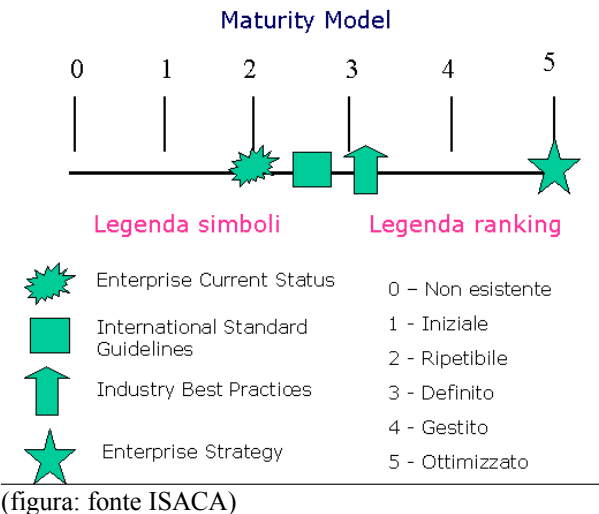 Maturity Model
0 1 2 3 4 5
Legenda simboli
Enterprise Current Status
International Standard
Guidelines
Industry Best Practices
Enterprise Strategy
Legenda ranking
0 – Non esistente
1 - Iniziale
2 - Ripetibile
3 - Definito
4 - Gestito
5 - Ottimizzato
(figura: fonte ISACA)